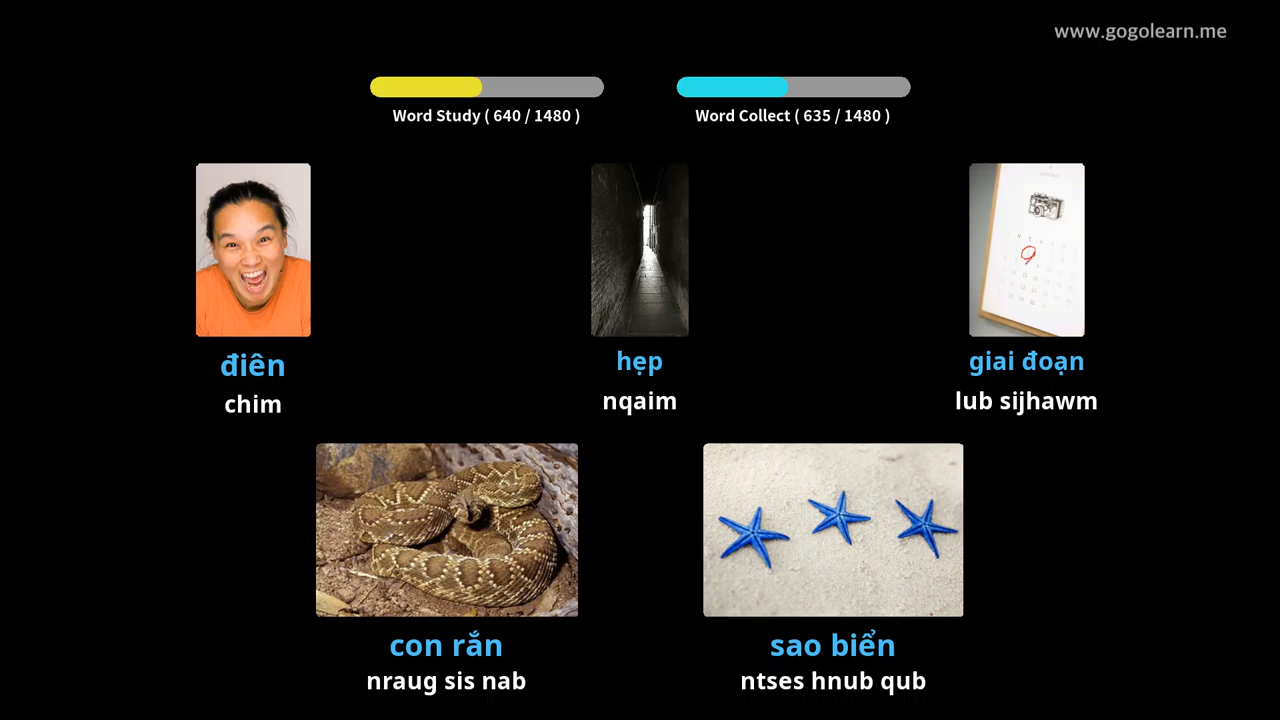 www.gogolearn.me
Word Study ( 640 / 1480 )
Word Collect ( 635 / 1480 )
điên
chim
hẹp
nqaim
giai đoạn
lub sijhawm
con rắn
nraug sis nab
sao biển
ntses hnub qub